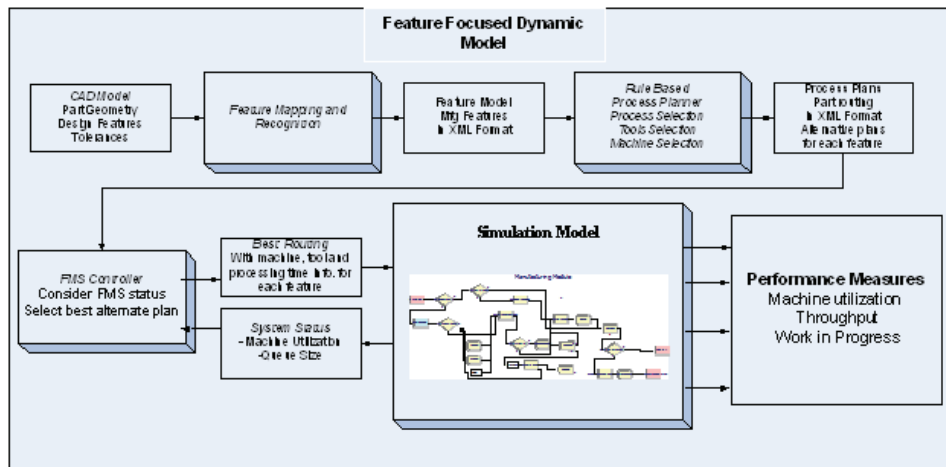 Feature Focused Dynamic
Model
CAD Model
Part Geometry
Design Features
Tolerances
Feature Mapping and
Recognition
Feature Model
Mfg Features
In XML Format
Rule Based
Process Planner
Process Selection
Tools Selection
Machine Selection
Process Plans
Part routing
In XML Format
Alternative plans
for each feature
FMS Controller
Consider FMS status
Select best alternate plan
Best Routing
With machine, tool and
processing time info. for
each feature
System Status
- Machine Utilization
-Queue Size
Simulation Model
Manufacturing Module
Performance Measures
Machine utilization
Throughput
Work in Progress